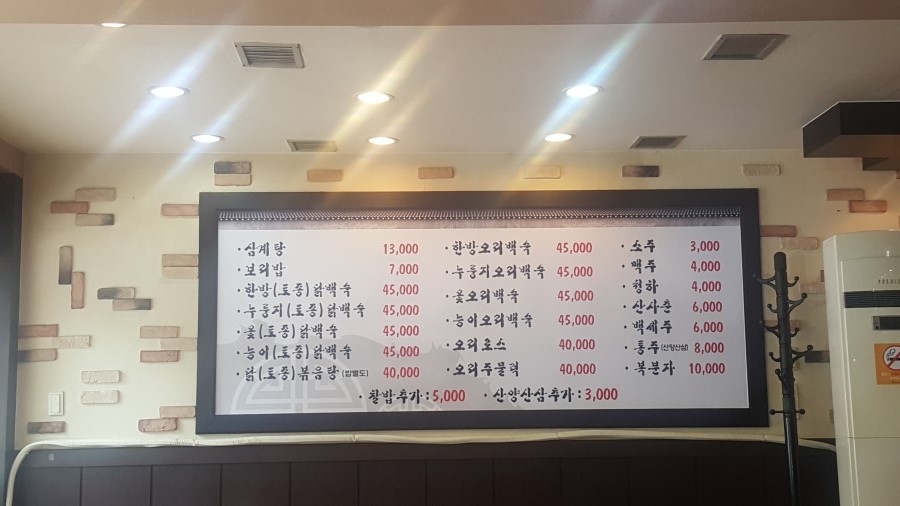 · 삼계탕 13,000
· 보리밥 7,000
· 한방(토종)닭백숙 45,000
· 누룽지(토종)닭백숙 45,000
· 옻(토종)닭백숙 45,000
· 능이(토종)닭백숙 45,000
· 닭(토종)볶음탕(밥별도) 40,000
· 한방오리백숙 45,000
· 누룽지오리백숙 45,000
· 옻오리백숙 45,000
· 능이오리백숙 45,000
· 오리로스 40,000
· 오리주물럭 40,000
· 소주 3,000
· 맥주 4,000
· 청하 4,000
· 산사춘 6,000
· 백세주 6,000
· 통주(산양산삼) 8,000
· 복분자 10,000
· 찰밥추가 : 5,000 · 산양산삼추가 : 3,000